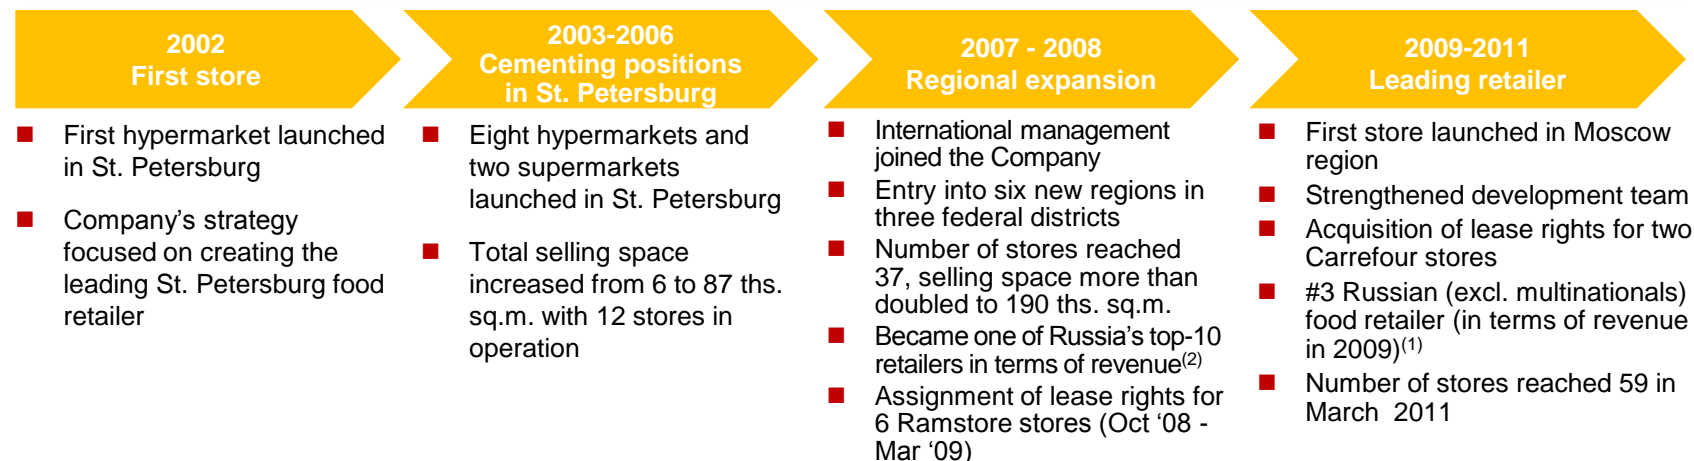 2002
First store
First hypermarket launched
in St. Petersburg
Company’s strategy
focused on creating the
leading St. Petersburg food
retailer
2003-2006
Cementing positions
in St. Petersburg
Eight hypermarkets and
two supermarkets
launched in St. Petersburg
Total selling space
increased from 6 to 87 ths.
sq.m. with 12 stores in
operation
2007 - 2008
Regional expansion
International management
joined the Company
Entry into six new regions in
three federal districts
Number of stores reached
37, selling space more than
doubled to 190 ths. sq.m.
Became one of Russia’s top-10
retailers in terms of revenue(2)
Assignment of lease rights for
6 Ramstore stores (Oct ‘08 -
Mar ‘09)
2009-2011
Leading retailer
First store launched in Moscow
region
Strengthened development team
Acquisition of lease rights for two
Carrefour stores
#3 Russian (excl. multinationals)
food retailer (in terms of revenue
in 2009)(1)
Number of stores reached 59 in
March 2011